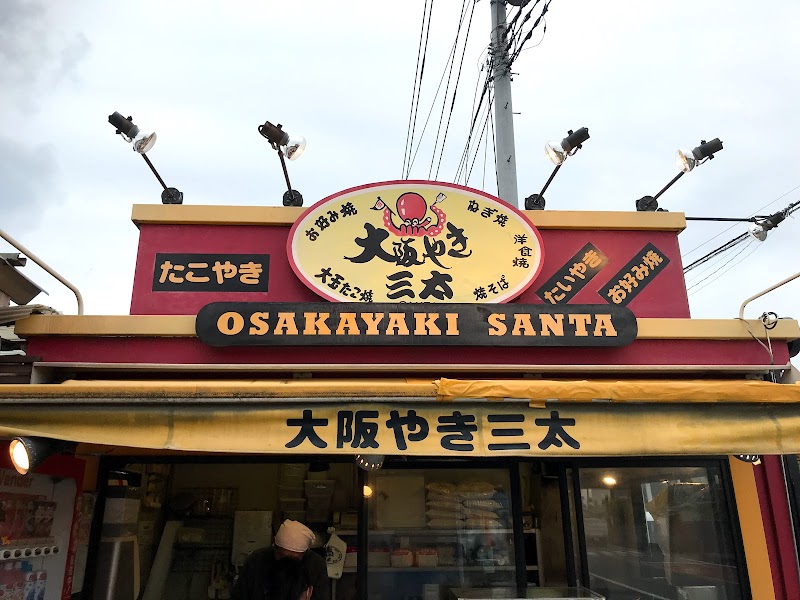 お好み焼
ねぎ焼
大阪やき
三太
洋食焼
大玉たこ焼
焼そば
たこやき
たいやき
お好み焼
OSAKAYAKI SANTA
大阪やき三太